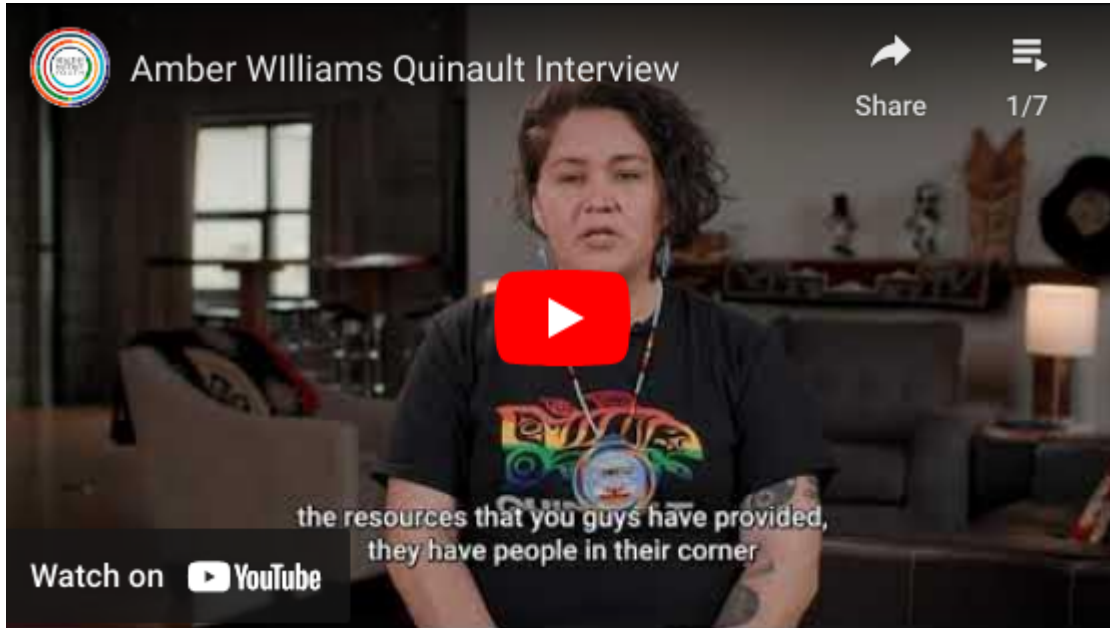 Amber WIlliams Quinault Interview
Share
1/7
the resources that you guys have provided,
they have people in their corner
Watch on YouTube